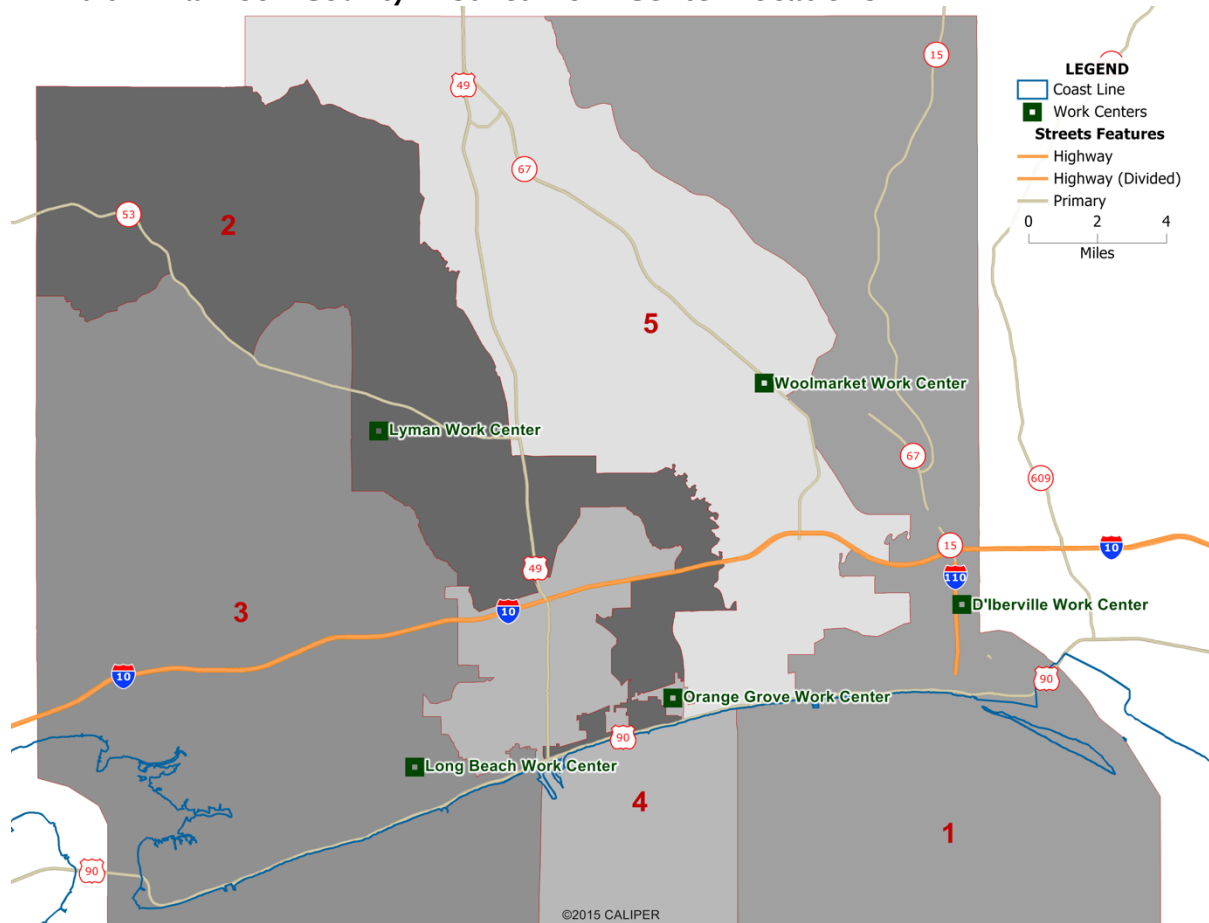 49
15
LEGEND
Coast Line
Work Centers
Streets Features
Highway
Highway (Divided)
Primary
0 2 4
Miles
67
53
2
5
Woolmarket Work Center
Lyman Work Center
67
609
15
10
49
110
10
3
D'Iberville Work Center
10
90
Orange Grove Work Center
90
Long Beach Work Center
4
1
90
©2015 CALIPER